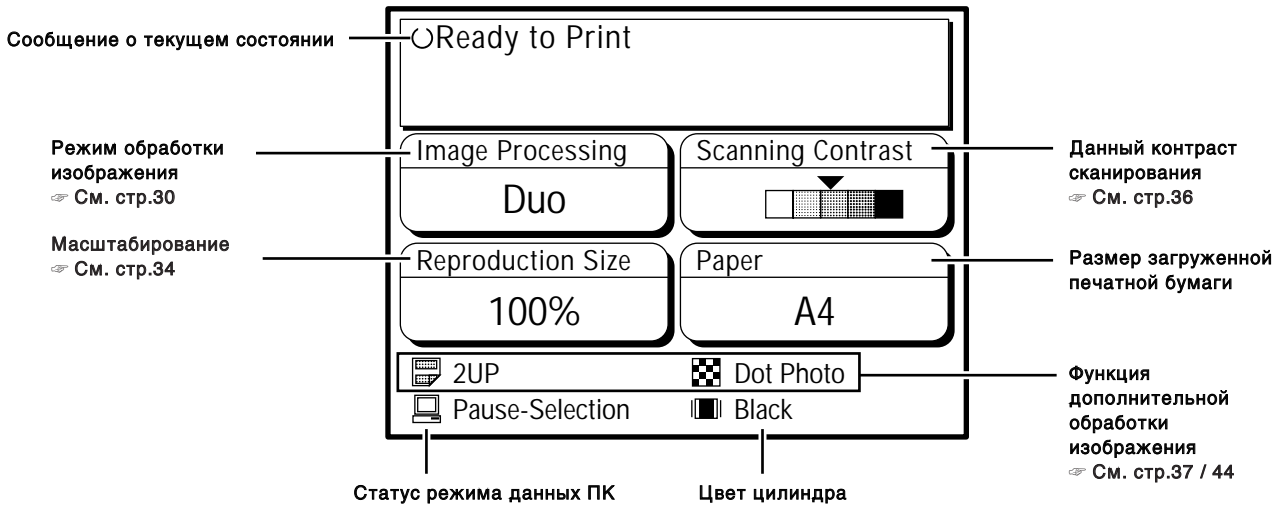 Сообщение о текущем состоянии
Ready to Print
Режим обработки
изображения
☞ См. стр.30
Image Processing
Duo
Scanning Contrast
Данный контраст
сканирования
☞ См. стр.36
Масштабирование
☞ См. стр.34
Reproduction Size
100%
Paper
A4
Размер загруженной
печатной бумаги
2UP
Dot Photo
Pause-Selection
Black
Функция
дополнительной
обработки
изображения
☞ См. стр.37 / 44
Статус режима данных ПК
Цвет цилиндра